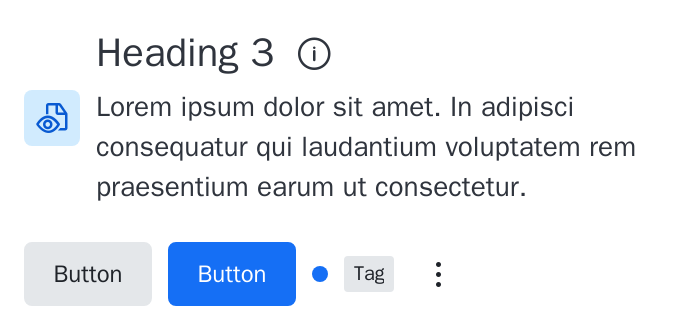 Heading 3
Lorem ipsum dolor sit amet. In adipisci
consequatur qui laudantium voluptatem rem
praesentium earum ut consectetur.
Button
Button
Tag